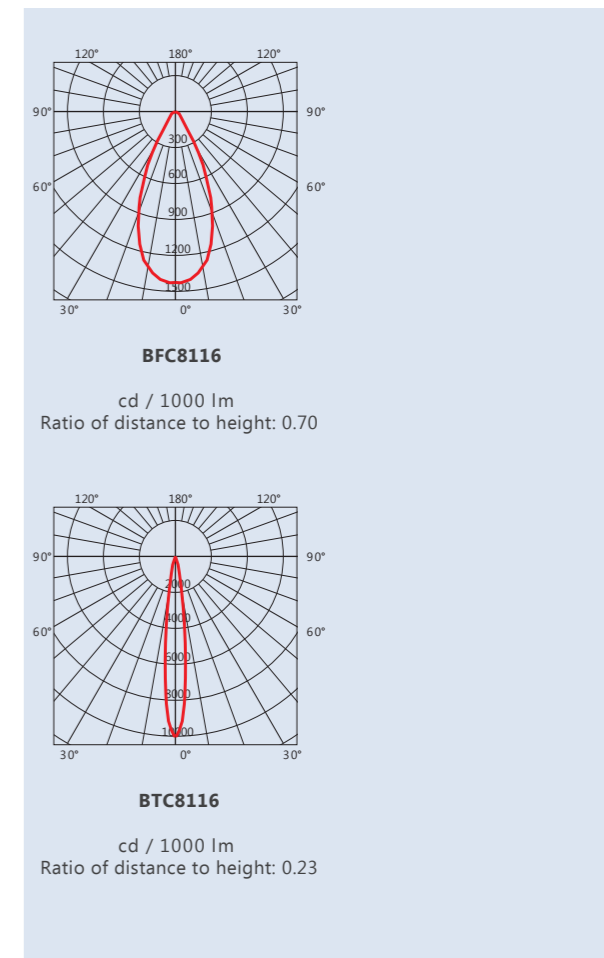 120° 180° 120°
90° 90°
300
60° 600 60°
900
1200
1500
30° 0° 30°
BFC8116
cd / 1000 lm
Ratio of distance to height: 0.70
120° 180° 120°
90° 90°
2000
4000
60° 60°
6000
8000
10000
30° 0° 30°
BTC8116
cd / 1000 lm
Ratio of distance to height: 0.23